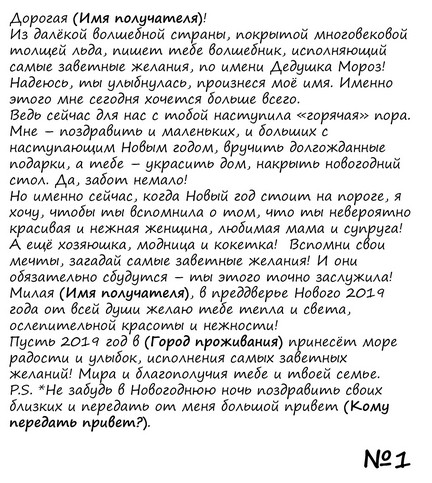 Дорогая (Имя получателя)!
Из далёкой волшебной страны, покрытой многовековой
толщей льда, пишет тебе волшебник, исполняющий
самые заветные желания, по имени Дедушка Мороз!
Надеюсь, ты улыбнулась, произнеся моё имя. Именно
этого мне сегодня хочется больше всего.
Ведь сейчас для нас с тобой наступила «горячая» пора.
Мне – поздравить и маленьких, и больших с
наступающим Новым годом, вручить долгожданные
подарки, а тебе – украсить дом, накрыть новогодний
стол. Да, забот немало!
Но именно сейчас, когда Новый год стоит на пороге, я
хочу, чтобы ты вспомнила о том, что ты невероятно
красивая и нежная женщина, любимая мама и супруга!
А ещё хозяюшка, модница и кокетка! Вспомни свои
мечты, загадай самые заветные желания! И они
обязательно сбудутся – ты этого точно заслужила!
Милая (Имя получателя), в преддверье Нового 2019
года от всей души желаю тебе тепла и света,
ослепительной красоты и нежности!
Пусть 2019 год в (Город проживания) принесёт море
радости и улыбок, исполнения самых заветных
желаний! Мира и благополучия тебе и твоей семье.
P.S. *Не забудь в Новогоднюю ночь поздравить своих
близких и передать от меня большой привет (Кому
передать привет?).
№1